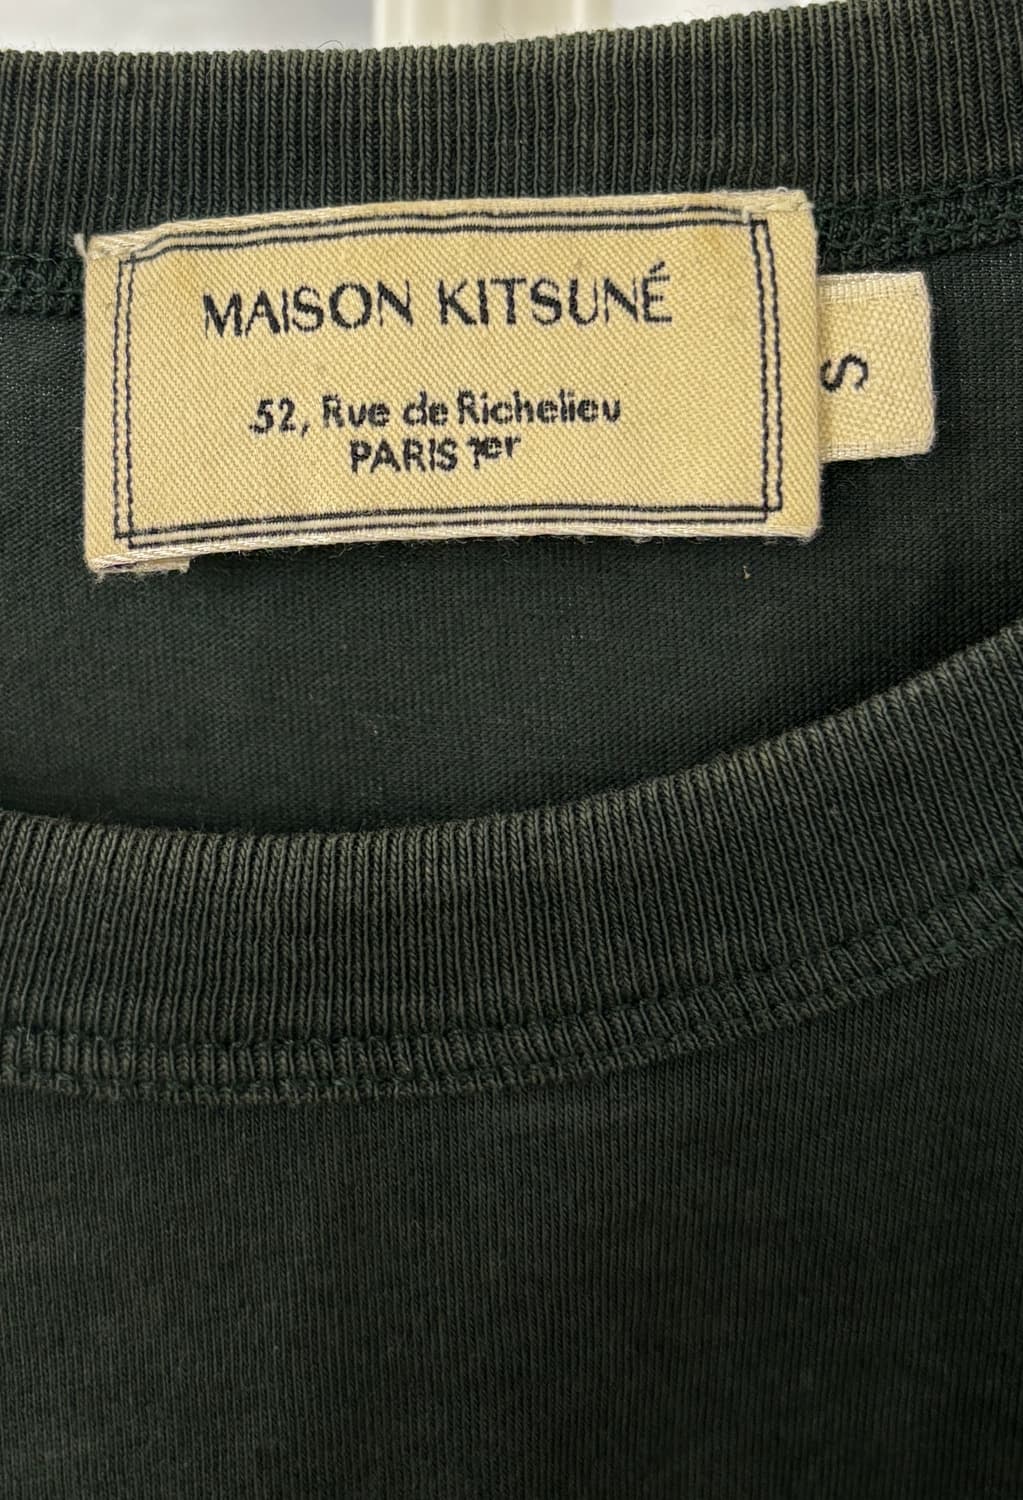 MAISON KITSUNÉ
52, Rue de Richelieu
PARIS 1er
S